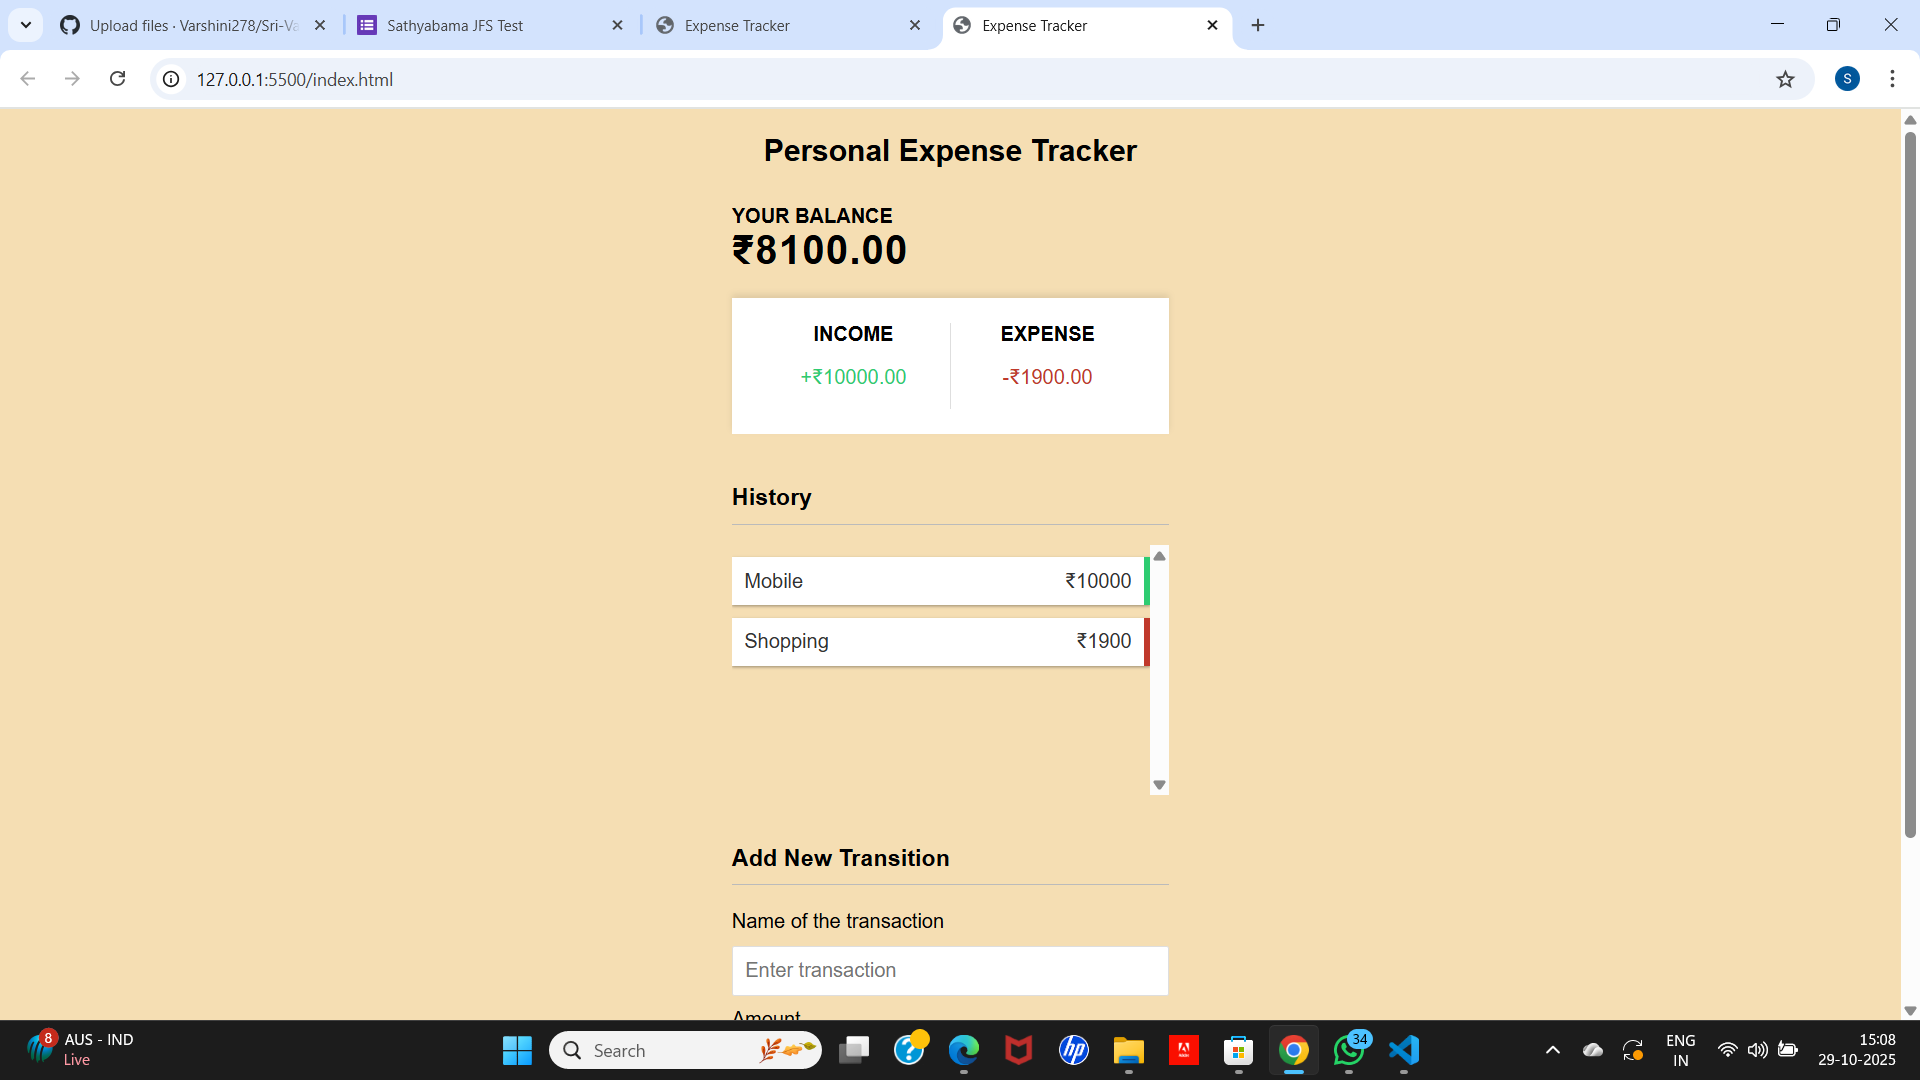 Upload files · Varshini278/Sri-Va
Sathyabama JFS Test
Expense Tracker
Expense Tracker
127.0.0.1:5500/index.html
S
Personal Expense Tracker
YOUR BALANCE
₹8100.00
INCOME
EXPENSE
+₹10000.00
-₹1900.00
History
Mobile
₹10000
Shopping
₹1900
Add New Transition
Name of the transaction
Enter transaction
Amount
8
AUS - IND
Live
Search
hp
34
ENG
IN
15:08
29-10-2025